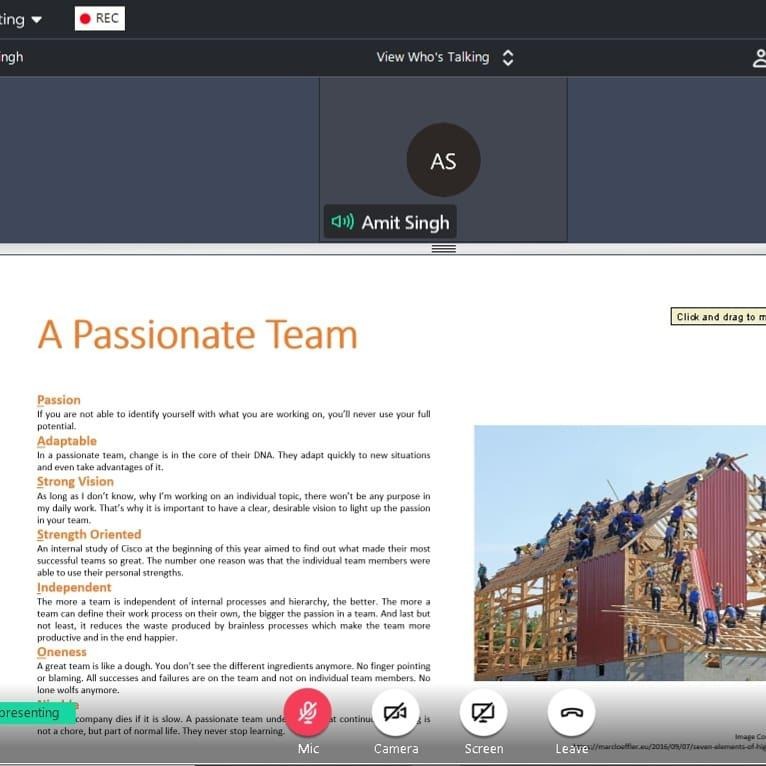 ting
REC
ingh
View Who's Talking
AS
Amit Singh
Click and drag to m
A Passionate Team
Passion
If you are not able to identify yourself with what you are working on, you'll never use your full
potential.
Adaptable
In a passionate team, change is in the core of their DNA. They adapt quickly to new situations
and even take advantages of it.
Strong Vision
As long as I don't know, why I'm working on an individual topic, there won't be any purpose in
my daily work. That's why it is important to have a clear, desirable vision to light up the passion
in your team.
Strength Oriented
An internal study of Cisco at the beginning of this year aimed to find out what made their most
successful teams so great. The number one reason was that the individual team members were
able to use their personal strengths.
Independent
The more a team is independent of internal processes and hierarchy, the better. The more a
team can define their work process on their own, the bigger the passion in a team. And last but
not least, it reduces the waste produced by brainless processes which make the team more
productive and in the end happier.
Oneness
A great team is like a dough. You don't see the different ingredients anymore. No finger pointing
or blaming. All successes and failures are on the team and not on individual team members. No
lone wolfs anymore.
presenting
company dies if it is slow. A passionate team unde at continu g is
not a chore, but part of normal life. They never stop learning.
Image Co
//marcloeffler.eu/2016/09/07/seven-elements-of-hig
Mic
Camera
Screen
Leave